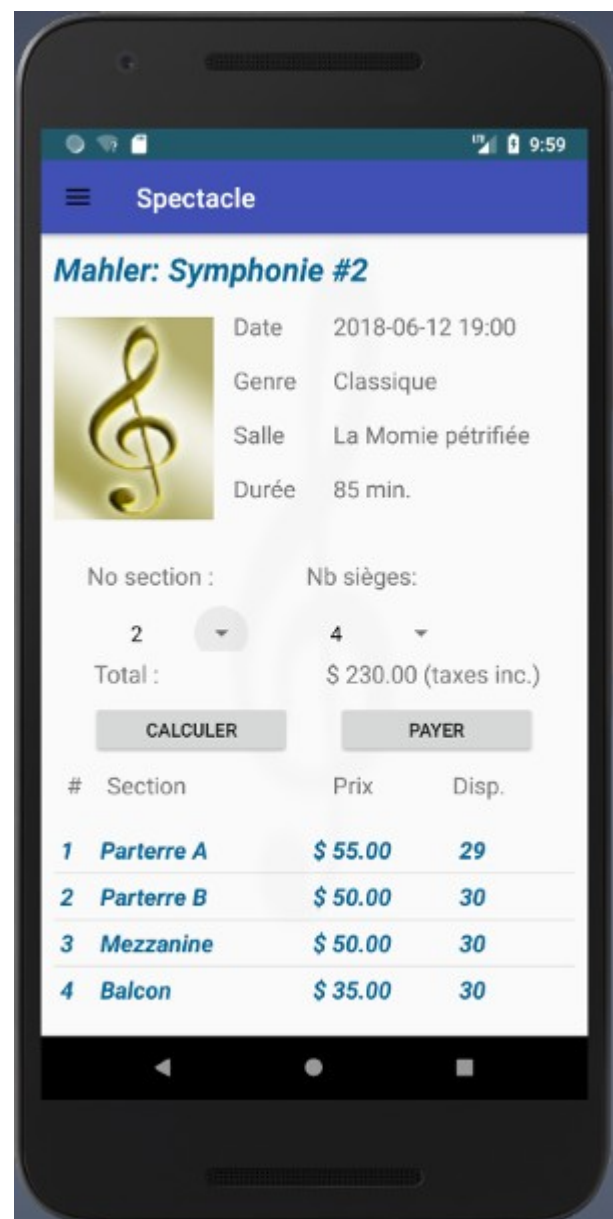 9:59
Spectacle
Mahler: Symphonie #2
Date 2018-06-12 19:00
Genre Classique
Salle La Momie pétrifiée
Durée 85 min.
No section : Nb sièges:
2 4
Total : $ 230.00 (taxes inc.)
CALCULER PAYER
# Section Prix Disp.
1 Parterre A $ 55.00 29
2 Parterre B $ 50.00 30
3 Mezzanine $ 50.00 30
4 Balcon $ 35.00 30